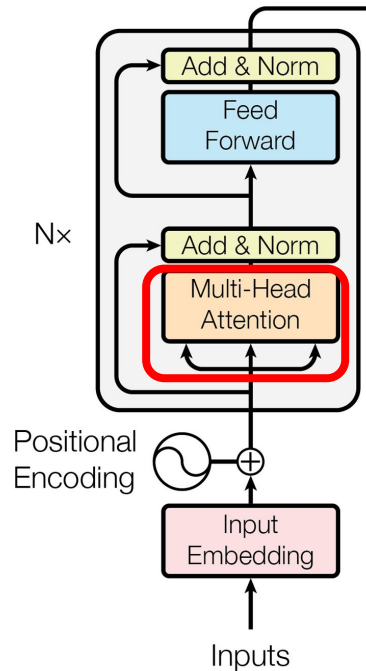 Add & Norm
Feed
Forward
N×
Add & Norm
Multi-Head
Attention
Positional
Encoding
Input
Embedding
Inputs